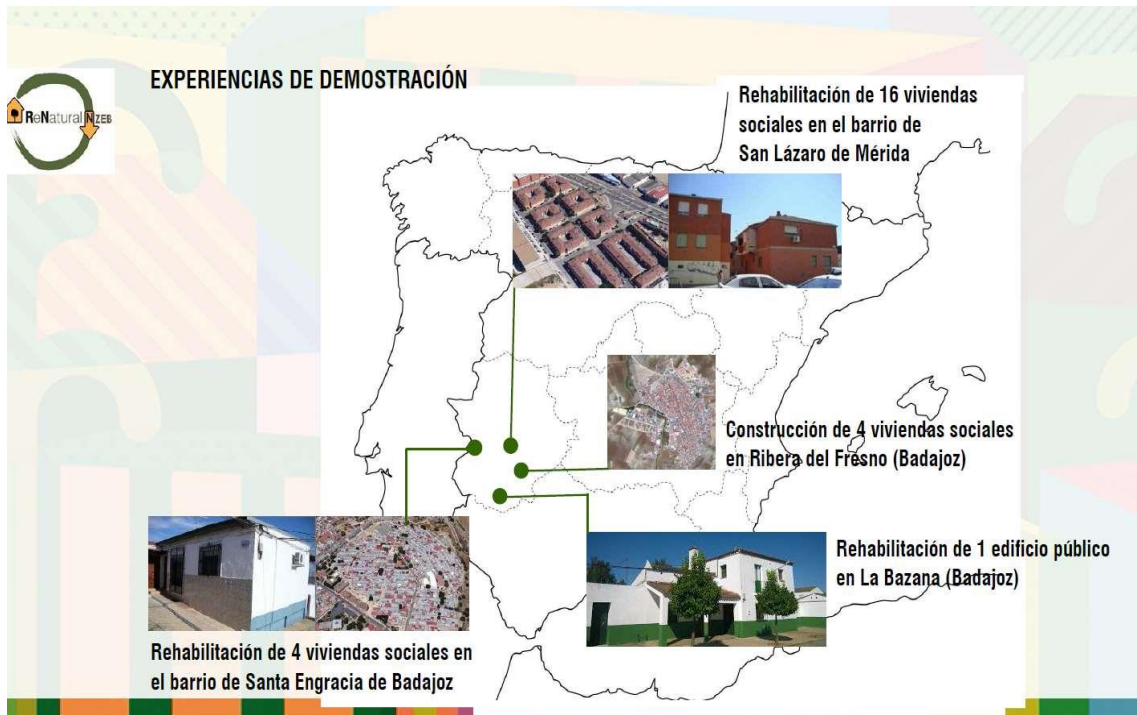 EXPERIENCIAS DE DEMOSTRACIÓN
ReNatural NZEB
Rehabilitación de 16 viviendas
sociales en el barrio de
San Lázaro de Mérida
Construcción de 4 viviendas sociales
en Ribera del Fresno (Badajoz)
Rehabilitación de 1 edificio público
en La Bazana (Badajoz)
Rehabilitación de 4 viviendas sociales en
el barrio de Santa Engracia de Badajoz